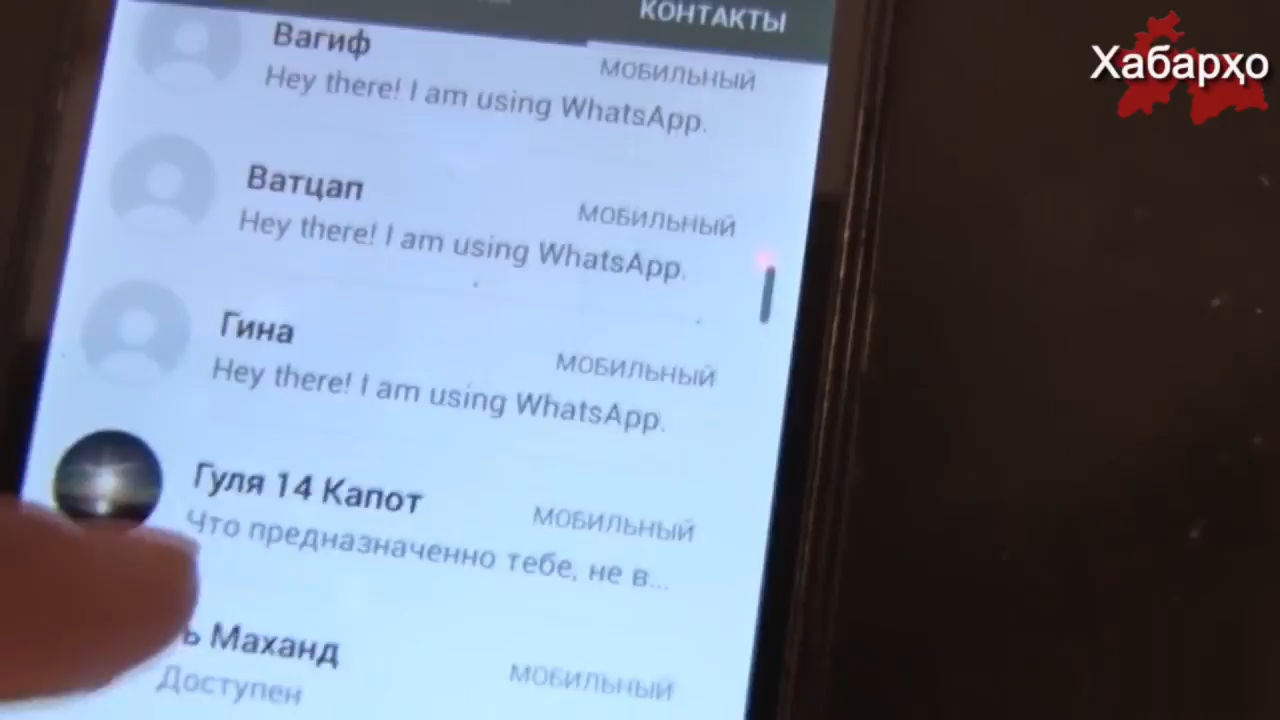 КОНТАКТЫ
Хабарҳо
Вагиф
МОБИЛЬНЫЙ
Hey there! I am using WhatsApp.
Ватцап
МОБИЛЬНЫЙ
Hey there! I am using WhatsApp.
Гина
МОБИЛЬНЫЙ
Hey there! I am using WhatsApp.
Гуля 14 Капот
МОБИЛЬНЫЙ
Что предназначенно тебе, не в...
ь Маханд
МОБИЛЬНЫЙ
Доступен